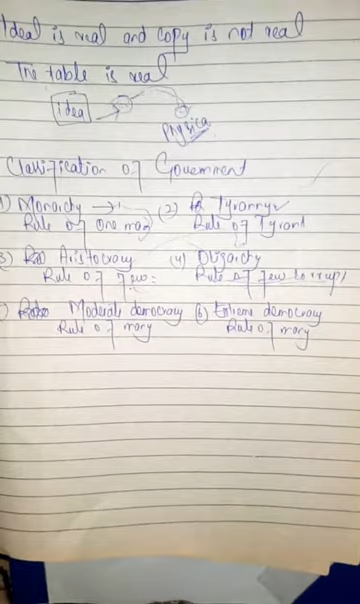 Ideal is real and copy is not real
The table is real
idea
Physica
Classification of Government
1) Monarchy → (2) Tyranny
Rule of one man Rule of Tyrant
3) Aristocracy (4) Oligarchy
Rule of few: Rule of few corrupt
Moderate democracy (6) Extreme democracy
Rule of many Rule of many